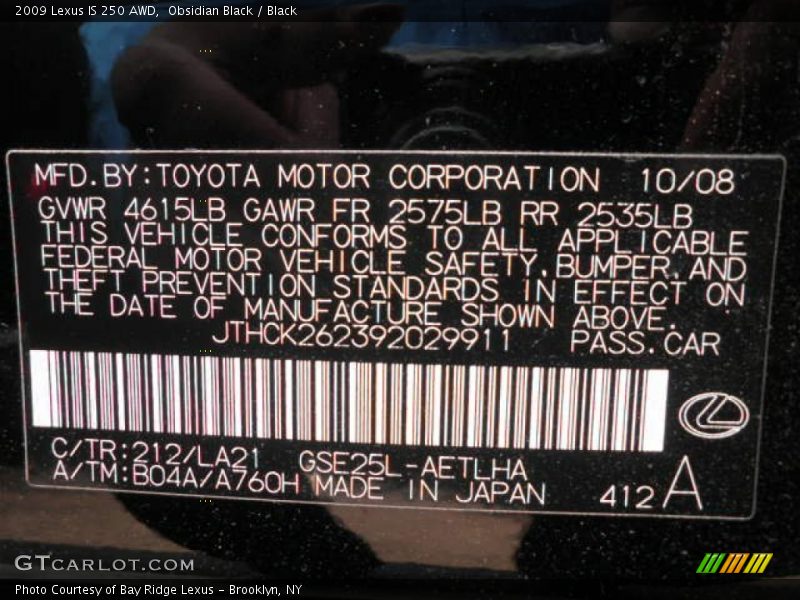 2009 Lexus IS 250 AWD,  Obsidian Black / Black
MFD.BY:TOYOTA MOTOR CORPORATION 10/08
GVWR 4615LB GAWR FR 2575LB RR 2535LB
THIS VEHICLE CONFORMS TO ALL APPLICABLE
FEDERAL MOTOR VEHICLE SAFETY,BUMPER,AND
THEFT PREVENTION STANDARDS IN EFFECT ON
THE DATE OF MANUFACTURE SHOWN ABOVE.
JTHCK262392029911 PASS.CAR
C/TR:212/LA21 GSE25L-AETLHA
A/TM:B04A/A760H MADE IN JAPAN 412 A
GTCARLOT.COM
Photo Courtesy of Bay Ridge Lexus - Brooklyn, NY